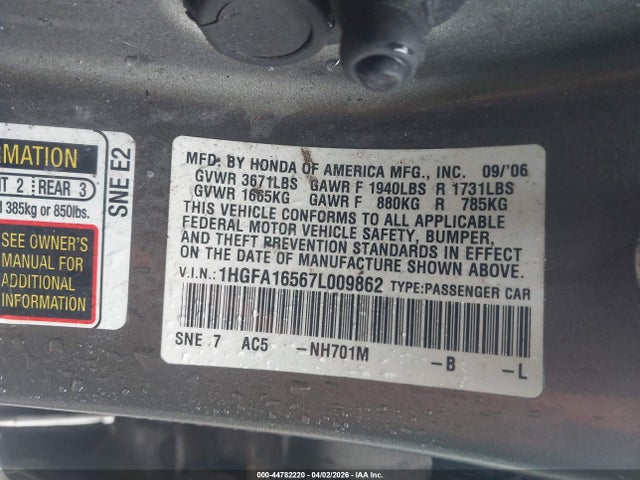 RMATION
T 2 REAR 3
385kg or 850lbs.
SEE OWNER'S
MANUAL FOR
ADDITIONAL
INFORMATION
SNE E2
MFD. BY HONDA OF AMERICA MFG., INC. 09/'06
GVWR 3671LBS GAWR F 1940LBS R 1731LBS
GVWR 1665KG GAWR F 880KG R 785KG
THIS VEHICLE CONFORMS TO ALL APPLICABLE
FEDERAL MOTOR VEHICLE SAFETY, BUMPER,
AND THEFT PREVENTION STANDARDS IN EFFECT
ON THE DATE OF MANUFACTURE SHOWN ABOVE.
V.I.N.: 1HGFA16567L009862 TYPE:PASSENGER CAR
SNE 7 AC5 -NH701M -B -L
000-44782220 - 04/02/2026 - IAA Inc.